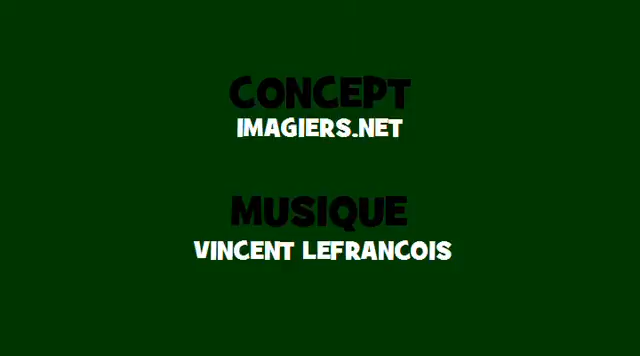 CONCEPT
IMAGIERS.NET
MUSIQUE
VINCENT LEFRANCOIS